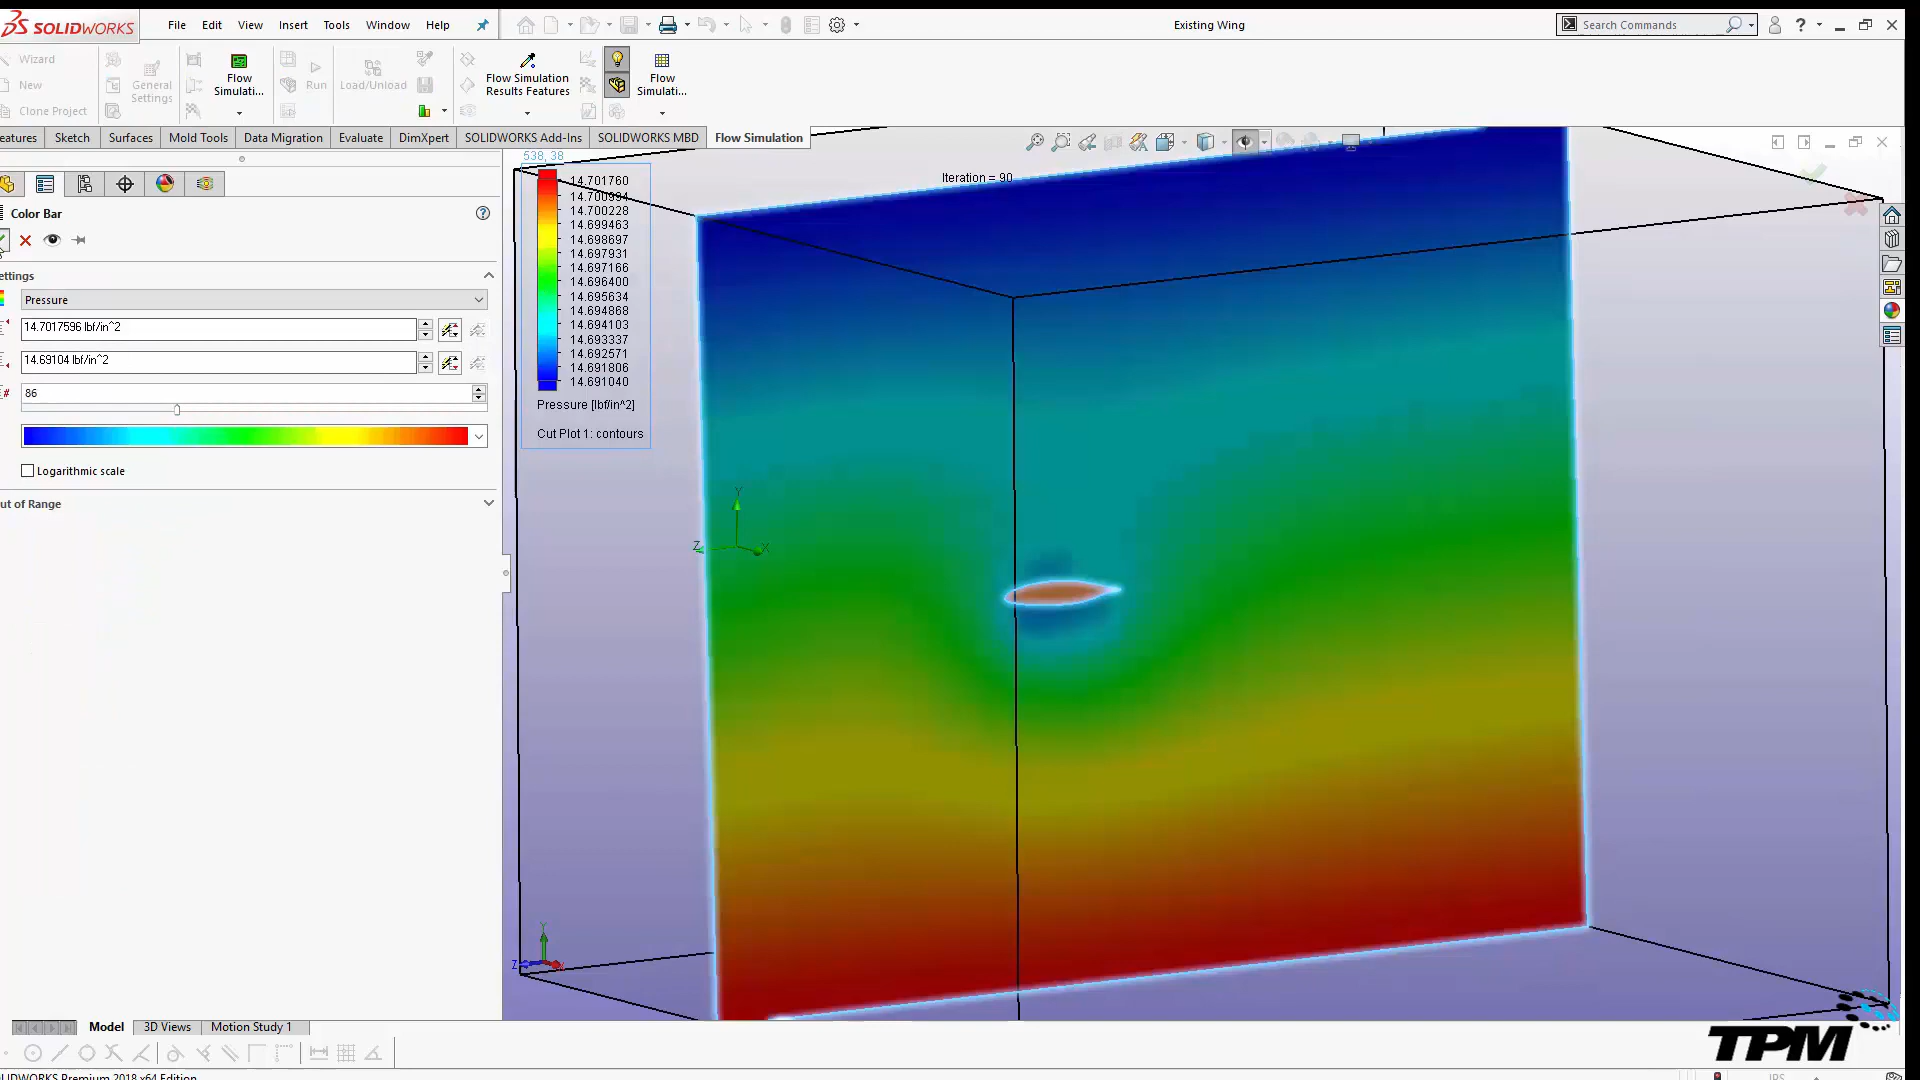 SOLIDWORKS
File Edit View Insert Tools Window Help
Existing Wing
Search Commands
Wizard
New
Clone Project
General Settings
Flow Simulati...
Run
Load/Unload
Flow Simulation Results Features
Flow Simulati...
eatures Sketch Surfaces Mold Tools Data Migration Evaluate DimXpert SOLIDWORKS Add-Ins SOLIDWORKS MBD Flow Simulation
538, 38
Iteration = 90
14.701760
14.700994
14.700228
14.699463
14.698697
14.697931
14.697166
14.696400
14.695634
14.694868
14.694103
14.693337
14.692571
14.691806
14.691040
Pressure [lbf/in^2]
Cut Plot 1: contours
Color Bar
ettings
Pressure
14.7017596 lbf/in^2
14.69104 lbf/in^2
86
Logarithmic scale
ut of Range
Y
Z
X
Y
Z
X
Model 3D Views Motion Study 1
TPM
OLIDWORKS Premium 2018 x64 Edition
IPS